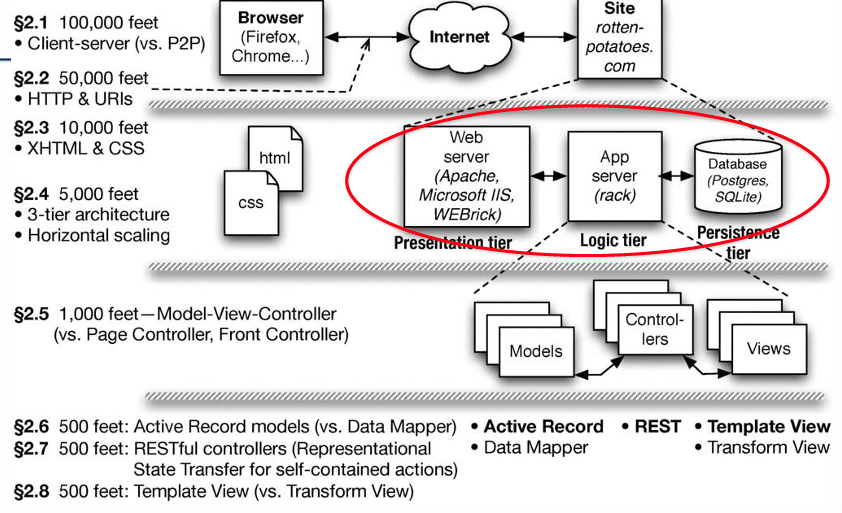 §2.1 100,000 feet
• Client-server (vs. P2P)
Browser
(Firefox,
Chrome...)
Internet
Site
rotten-
potatoes.
com
§2.2 50,000 feet
• HTTP & URIs
§2.3 10,000 feet
• XHTML & CSS
§2.4 5,000 feet
• 3-tier architecture
• Horizontal scaling
html
css
Web
server
(Apache,
Microsoft IIS,
WEBrick)
App
server
(rack)
Database
(Postgres,
SQLite)
Presentation tier
Logic tier
Persistence
tier
§2.5 1,000 feet—Model-View-Controller
(vs. Page Controller, Front Controller)
Models
Control-
lers
Views
§2.6 500 feet: Active Record models (vs. Data Mapper)
§2.7 500 feet: RESTful controllers (Representational
State Transfer for self-contained actions)
§2.8 500 feet: Template View (vs. Transform View)
• Active Record • REST • Template View
• Data Mapper • Transform View